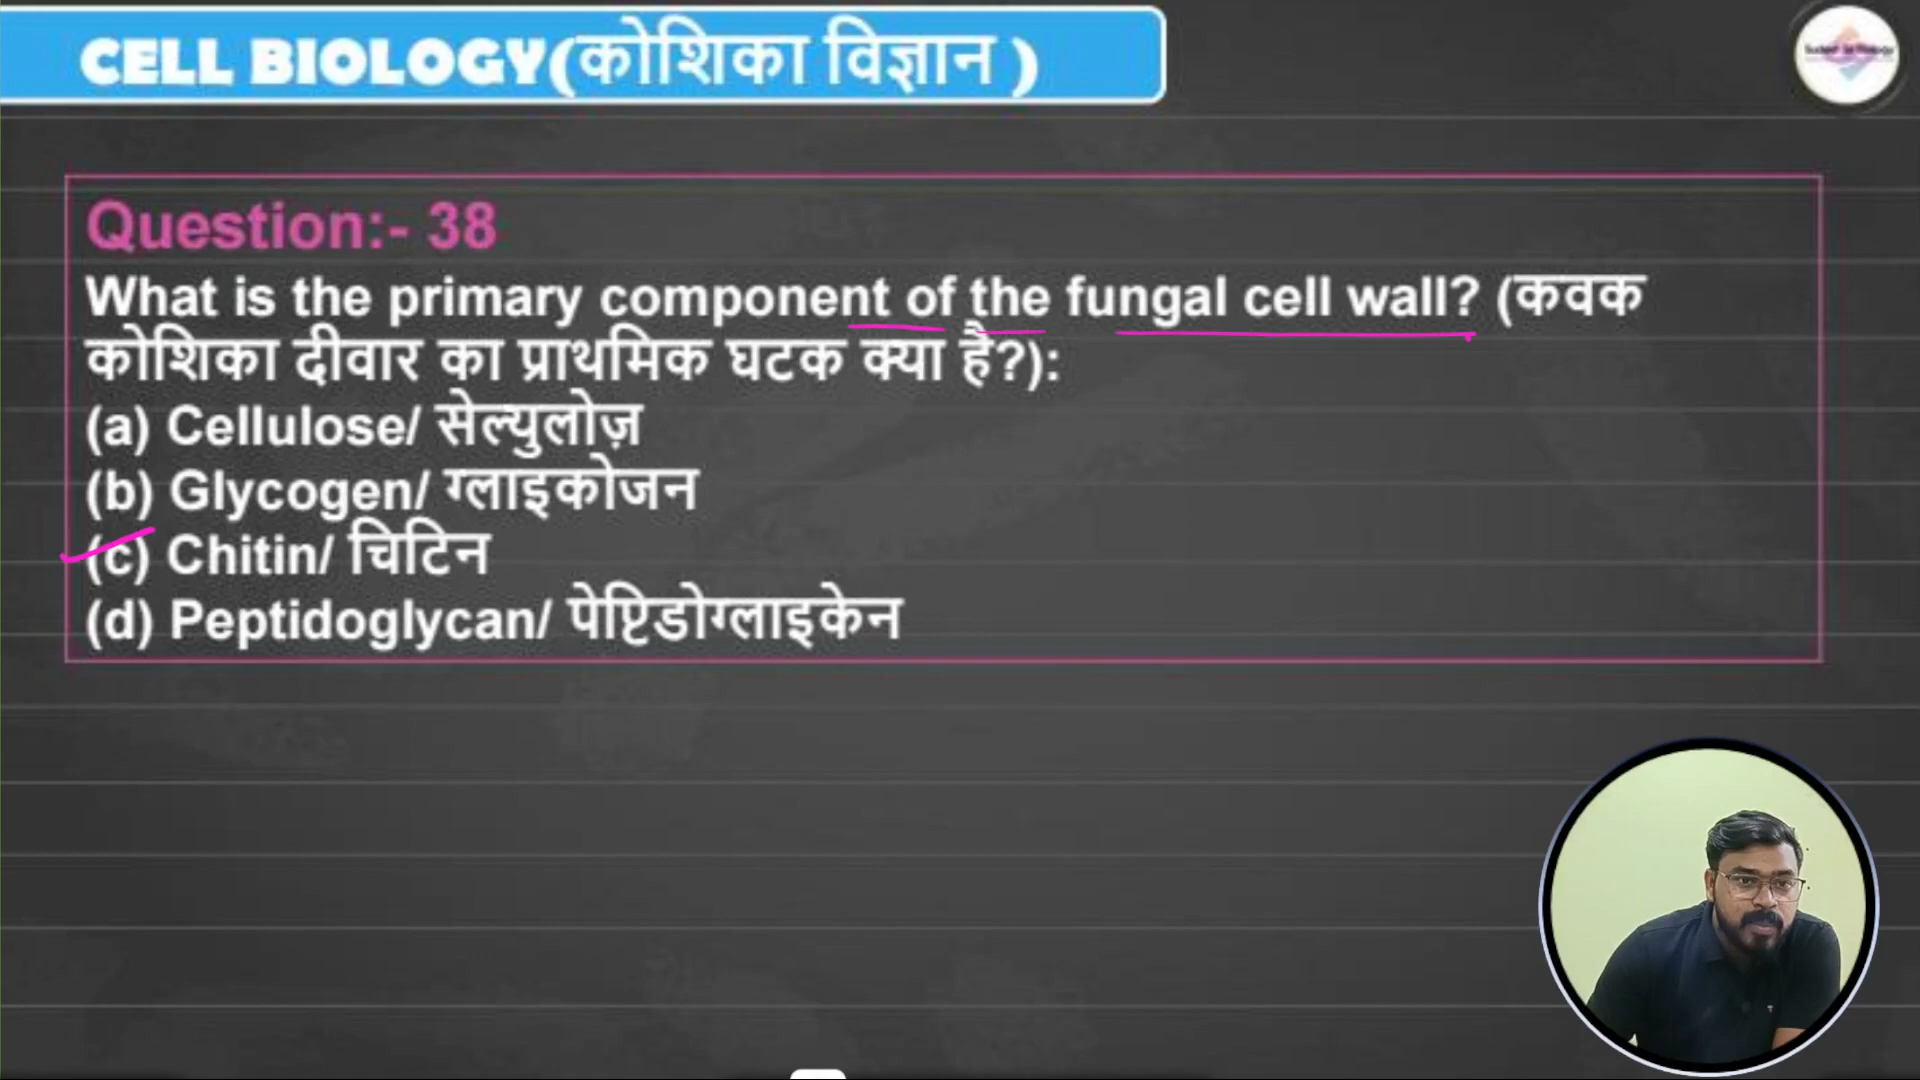 CELL BIOLOGY(कोशिका विज्ञान )
Question:- 38
What is the primary component of the fungal cell wall? (कवक
कोशिका दीवार का प्राथमिक घटक क्या है?):
(a) Cellulose/ सेल्युलोज़
(b) Glycogen/ ग्लाइकोजन
(c) Chitin/ चिटिन
(d) Peptidoglycan/ पेप्टिडोग्लाइकेन